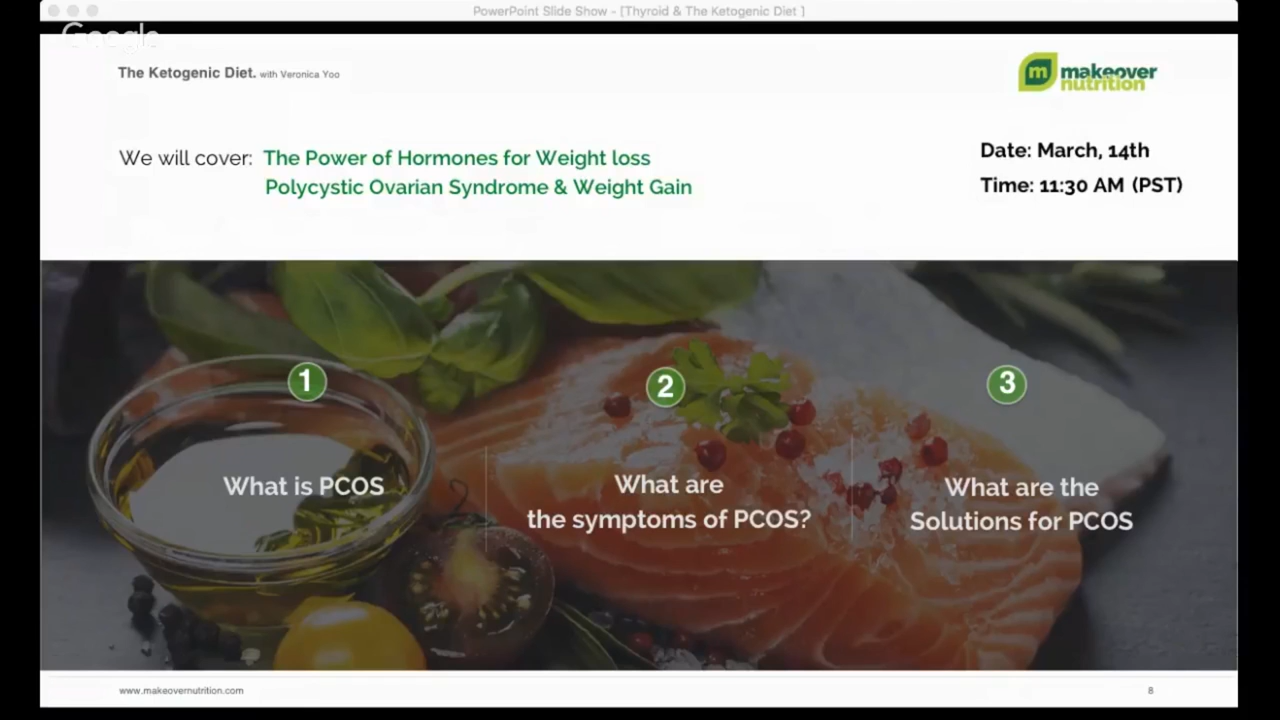 PowerPoint Slide Show - [Thyroid & The Ketogenic Diet ]
Google
The Ketogenic Diet. with Veronica Yoo
m makeover
nutrition
We will cover: The Power of Hormones for Weight loss
Polycystic Ovarian Syndrome & Weight Gain
Date: March, 14th
Time: 11:30 AM (PST)
1
What is PCOS
2
What are
the symptoms of PCOS?
3
What are the
Solutions for PCOS
www.makeovernutrition.com
8